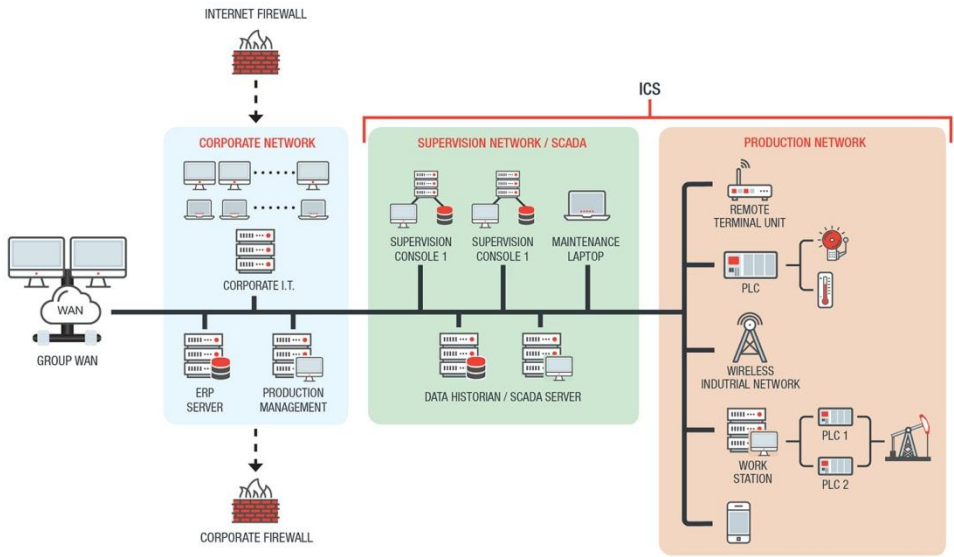 INTERNET FIREWALL
ICS
CORPORATE NETWORK
SUPERVISION NETWORK / SCADA
PRODUCTION NETWORK
REMOTE
TERMINAL UNIT
SUPERVISION
CONSOLE 1
SUPERVISION
CONSOLE 1
MAINTENANCE
LAPTOP
CORPORATE I.T.
PLC
WAN
GROUP WAN
WIRELESS
INDUTRIAL NETWORK
ERP
SERVER
PRODUCTION
MANAGEMENT
DATA HISTORIAN / SCADA SERVER
PLC 1
WORK
STATION
PLC 2
CORPORATE FIREWALL